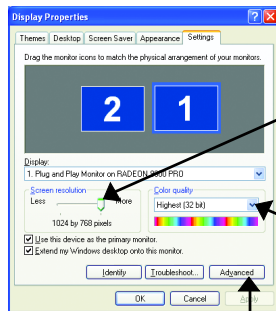 Display Properties
Themes Desktop Screen Saver Appearance Settings
Drag the monitor icons to match the physical arrangement of your monitors.
2 1
Display:
1. Plug and Play Monitor on RADEON PRO
Screen resolution
Less More
1024 by 768 pixels
Color quality
Highest (32 bit)
Use this device as the primary monitor.
Extend my Windows desktop onto this monitor.
Identify Troubleshoot... Advanced
OK Cancel Apply